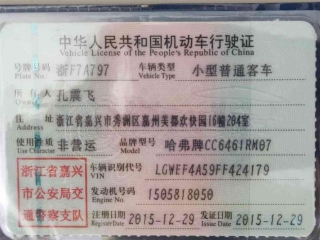 中华人民共和国机动车行驶证
Vehicle License of the People's Republic of China
号牌号码 浙F7A797 车辆类型 小型普通客车
Plate No. Vehicle Type
所有人 孔震飞
Owner
住址 浙江省嘉兴市秀洲区嘉州美都欢快园16幢204室
Address
使用性质 非营运 品牌型号 哈弗牌CC6461RM07
Use Character Model
浙江省嘉兴市公安局交通警察支队
车辆识别代号 LGWEF4A59FF424179
VIN
发动机号码 1505818050
Engine No.
注册日期 2015-12-29 发证日期 2015-12-29
Register Date Issue Date